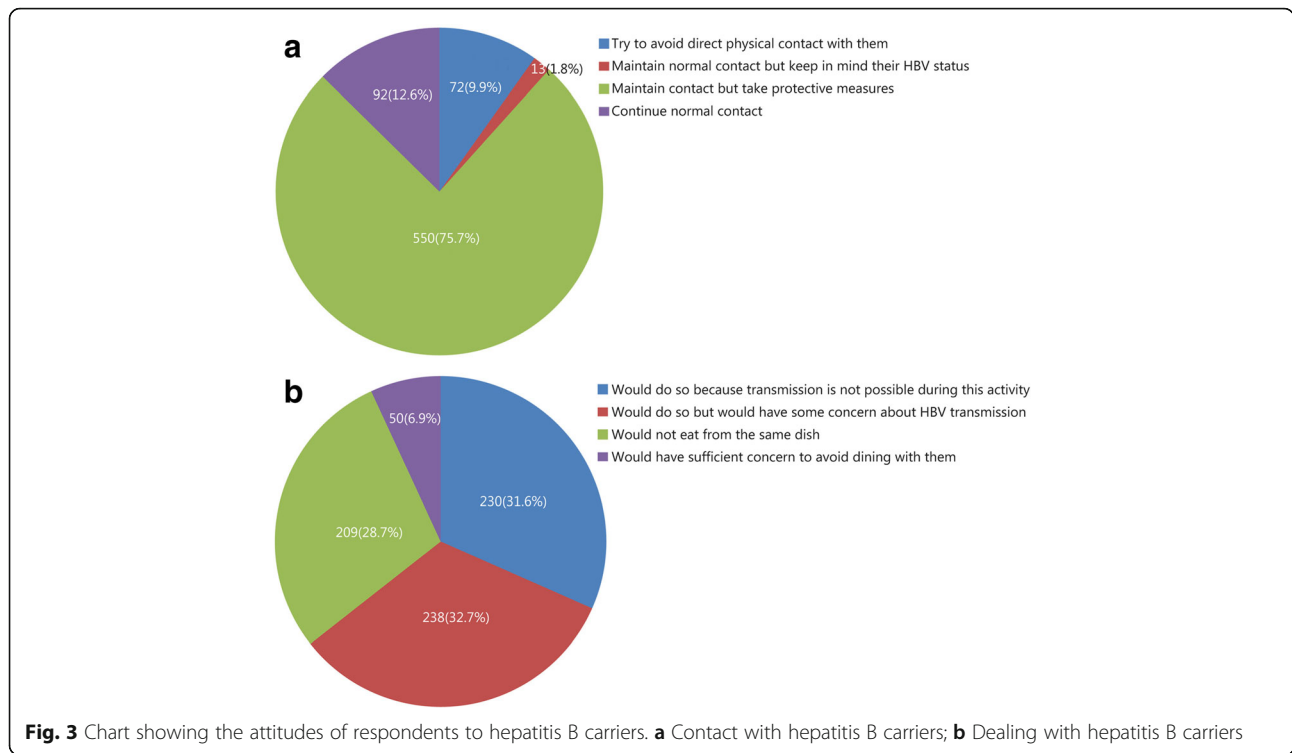 a
Try to avoid direct physical contact with them
Maintain normal contact but keep in mind their HBV status
Maintain contact but take protective measures
Continue normal contact
92(12.6%)
72(9.9%)
13(1.8%)
550(75.7%)
b
Would do so because transmission is not possible during this activity
Would do so but would have some concern about HBV transmission
Would not eat from the same dish
Would have sufficient concern to avoid dining with them
50(6.9%)
230(31.6%)
209(28.7%)
238(32.7%)
Fig. 3 Chart showing the attitudes of respondents to hepatitis B carriers. a Contact with hepatitis B carriers; b Dealing with hepatitis B carriers